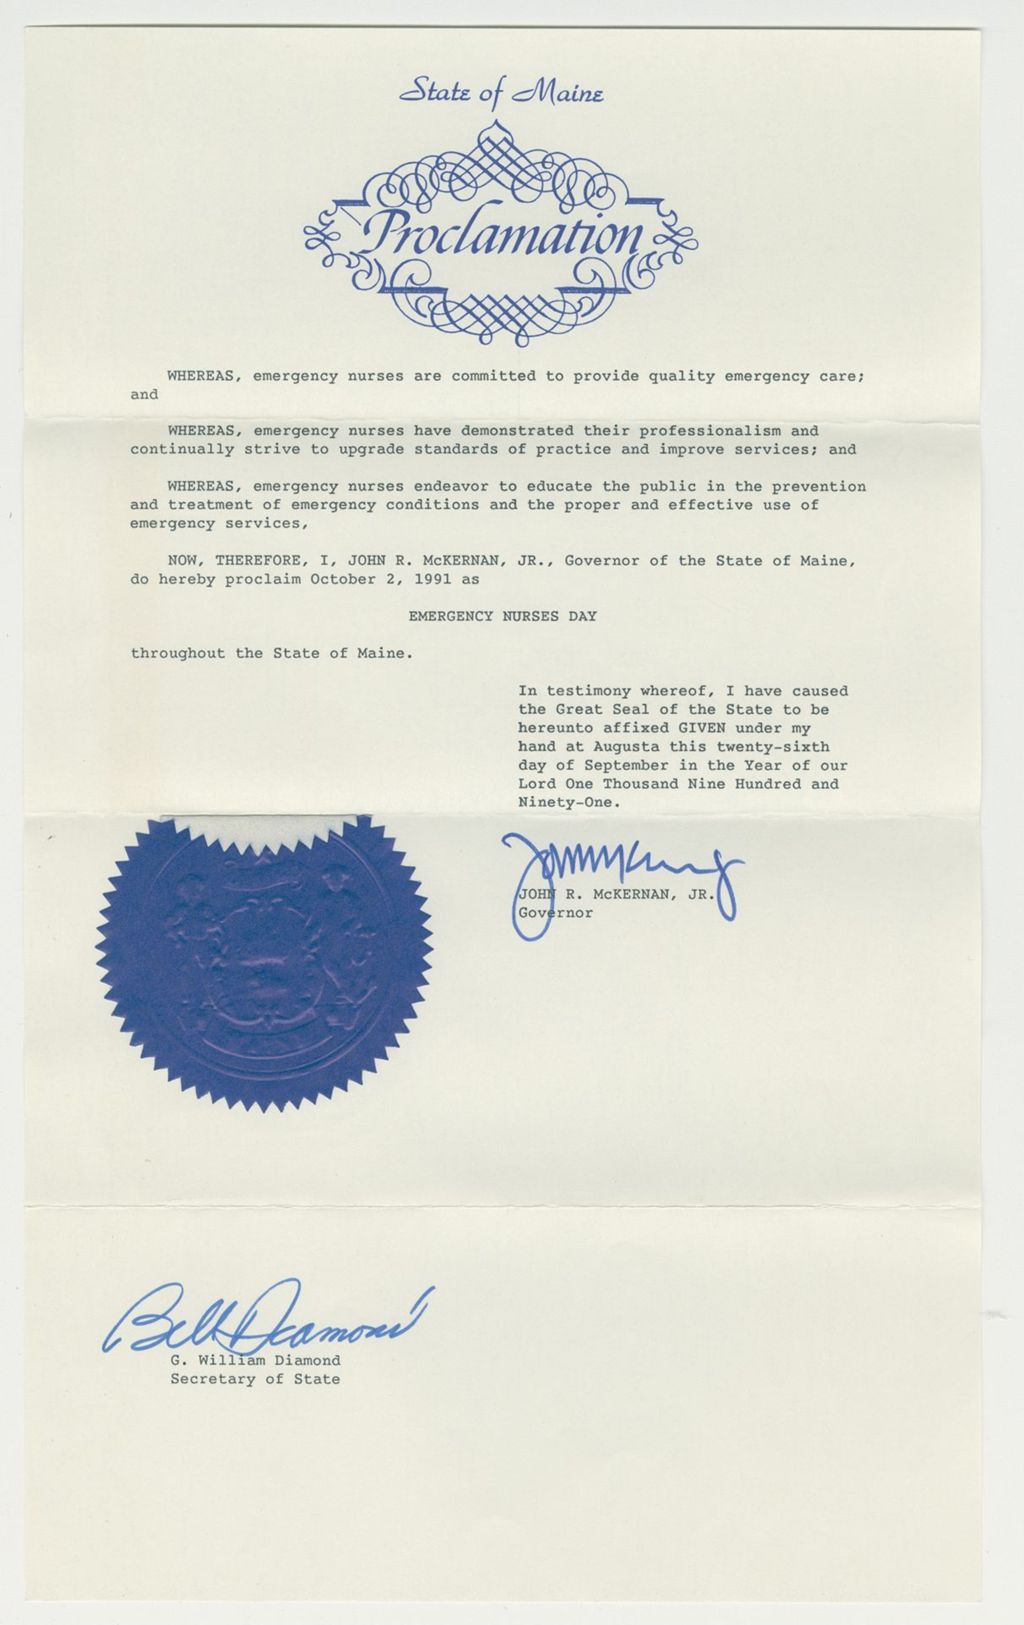 State of Maine
Proclamation
WHEREAS, emergency nurses are committed to provide quality emergency care;
and
WHEREAS, emergency nurses have demonstrated their professionalism and
continually strive to upgrade standards of practice and improve services; and
WHEREAS, emergency nurses endeavor to educate the public in the prevention
and treatment of emergency conditions and the proper and effective use of
emergency services,
NOW, THEREFORE, I, JOHN R. McKERNAN, JR., Governor of the State of Maine,
do hereby proclaim October 2, 1991 as
EMERGENCY NURSES DAY
throughout the State of Maine.
In testimony whereof, I have caused
the Great Seal of the State to be
hereunto affixed GIVEN under my
hand at Augusta this twenty-sixth
day of September in the Year of our
Lord One Thousand Nine Hundred and
Ninety-One.
JOHN R. McKERNAN, JR.
Governor
Bill Diamond
G. William Diamond
Secretary of State